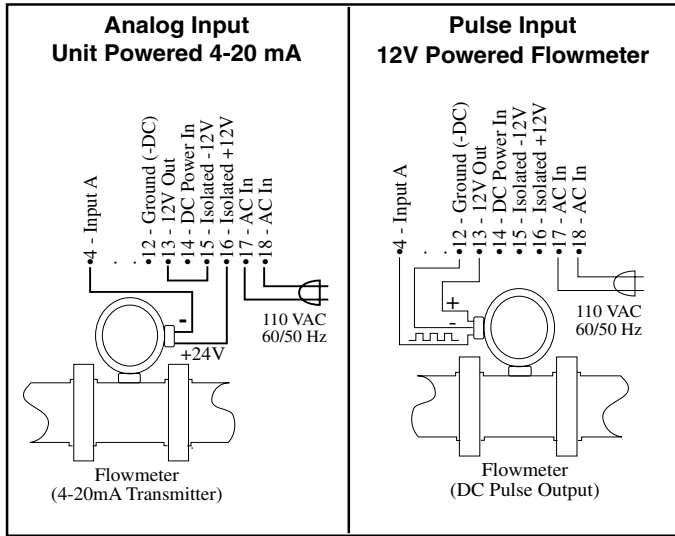 Analog Input
Unit Powered 4-20 mA
4 - Input A
. .
12 - Ground (-DC)
13 - 12V Out
14 - DC Power In
15 - Isolated -12V
16 - Isolated +12V
17 - AC In
18 - AC In
-
+24V
110 VAC
60/50 Hz
Flowmeter
(4-20mA Transmitter)
Pulse Input
12V Powered Flowmeter
4 - Input A
. .
12 - Ground (-DC)
13 - 12V Out
14 - DC Power In
15 - Isolated -12V
16 - Isolated +12V
17 - AC In
18 - AC In
+
-
110 VAC
60/50 Hz
Flowmeter
(DC Pulse Output)